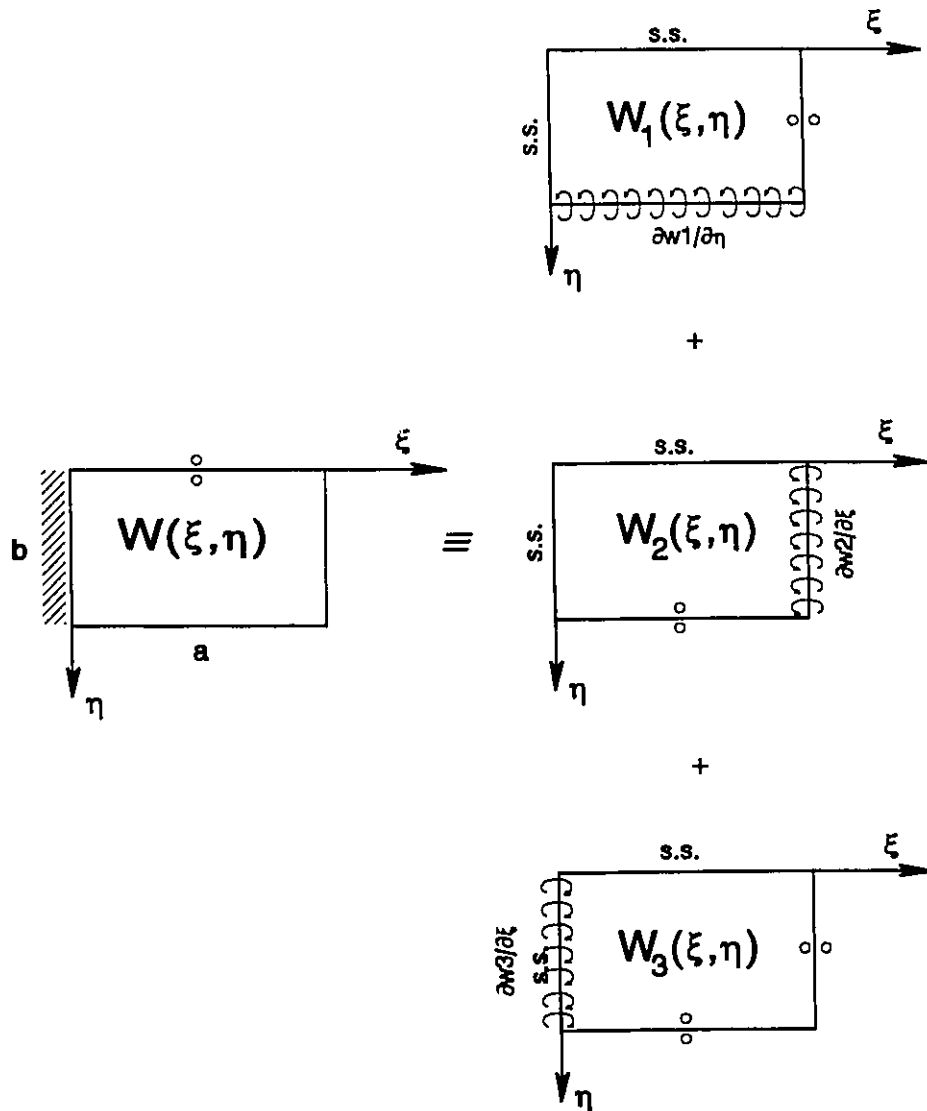 s.s.
ξ
s.s.
W₁(ξ,η)
∂w1/∂η
η
+
ξ
b
W(ξ,η)
a
η
≡
s.s.
ξ
s.s.
W₂(ξ,η)
∂w2/∂ξ
η
+
s.s.
ξ
∂w3/∂ξ
s.s.
W₃(ξ,η)
η